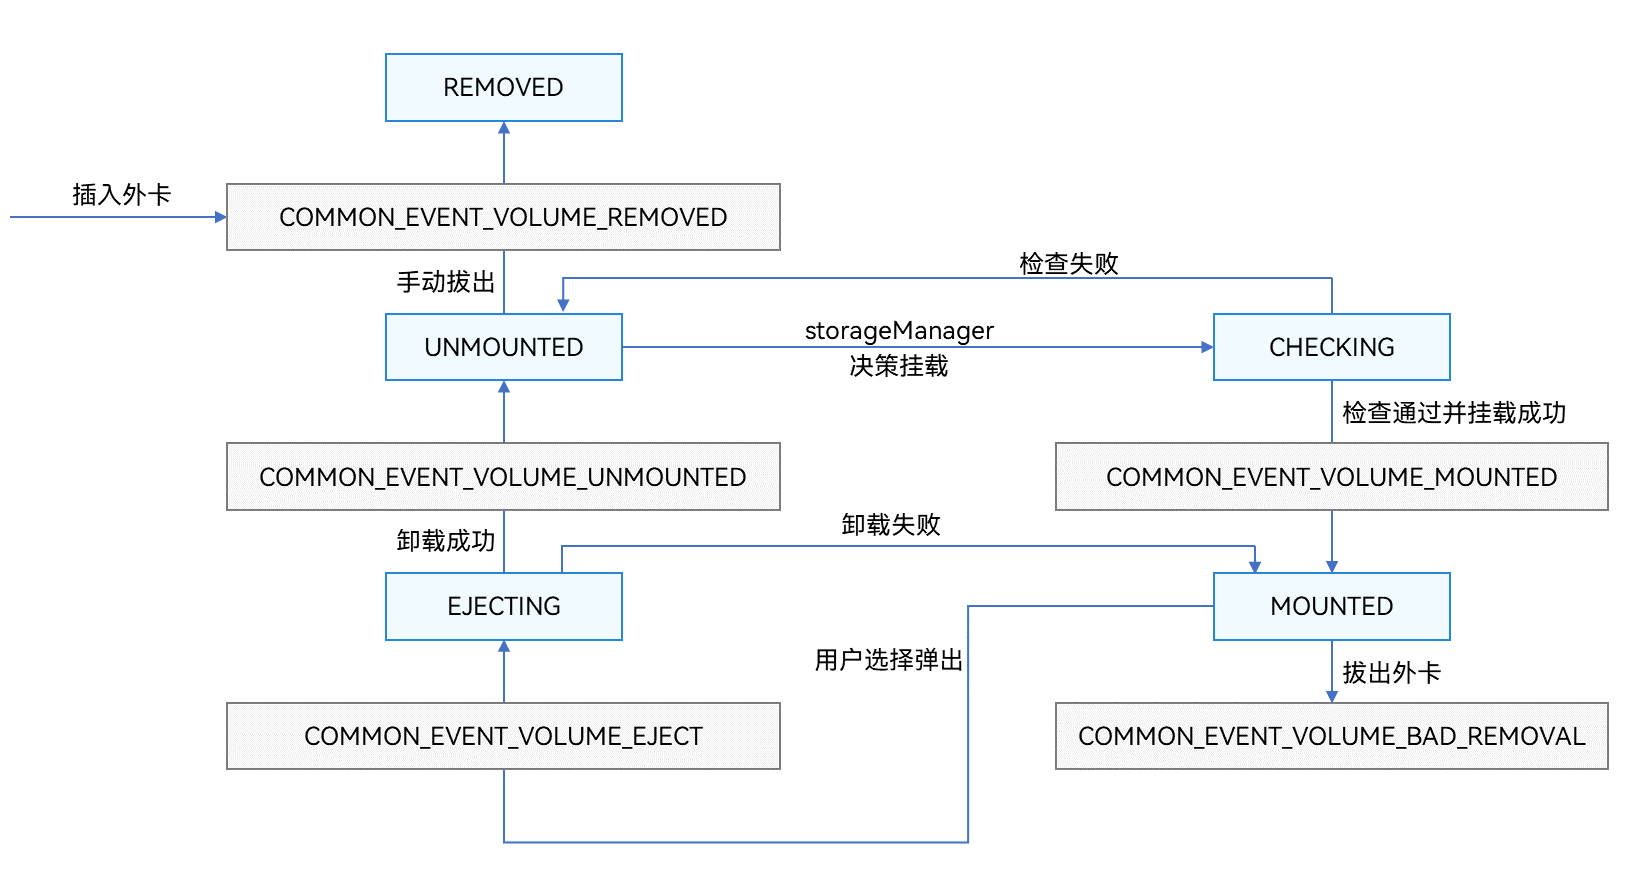 REMOVED
插入外卡
COMMON_EVENT_VOLUME_REMOVED
手动拔出
检查失败
UNMOUNTED
storageManager
决策挂载
CHECKING
检查通过并挂载成功
COMMON_EVENT_VOLUME_UNMOUNTED
COMMON_EVENT_VOLUME_MOUNTED
卸载成功
卸载失败
EJECTING
MOUNTED
用户选择弹出
拔出外卡
COMMON_EVENT_VOLUME_EJECT
COMMON_EVENT_VOLUME_BAD_REMOVAL